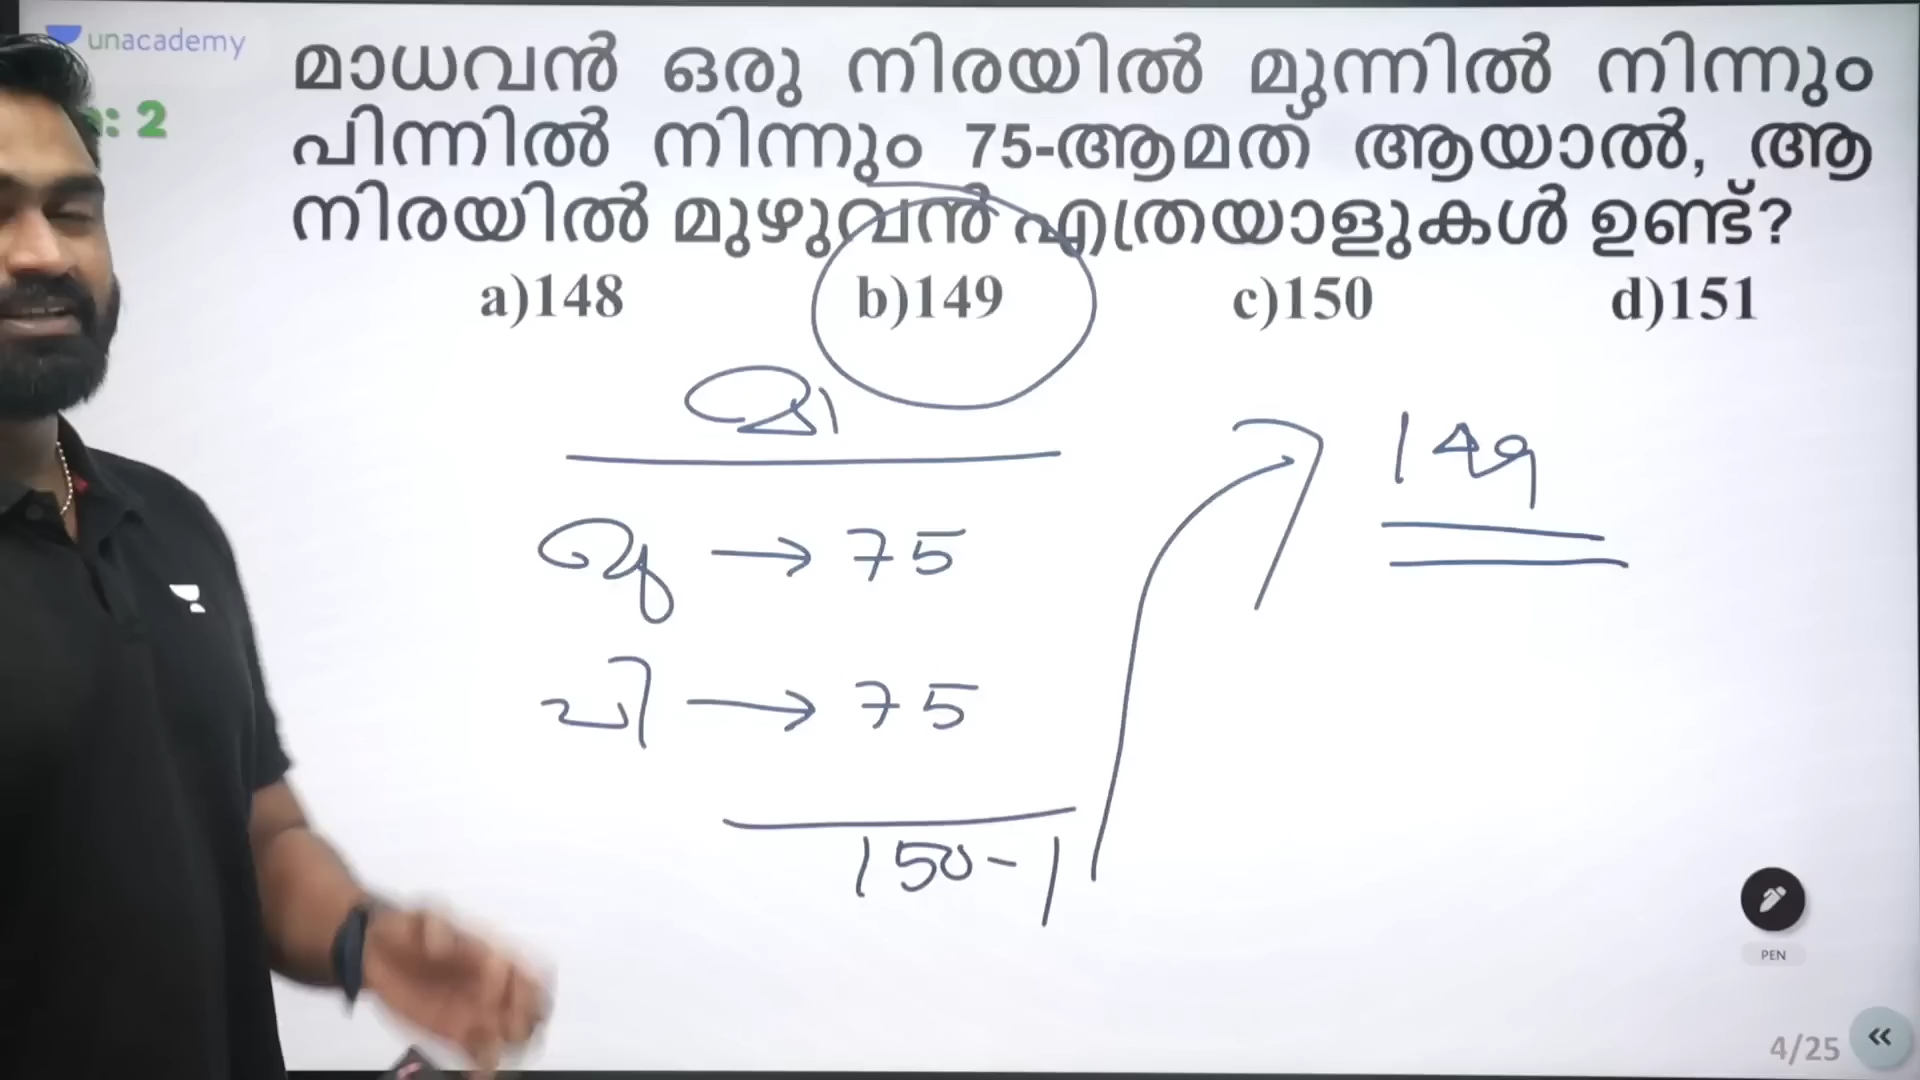 unacademy
: 2
മാധവൻ ഒരു നിരയിൽ മുന്നിൽ നിന്നും
പിന്നിൽ നിന്നും 75-ആമത് ആയാൽ, ആ
നിരയിൽ മുഴുവൻ എത്രയാളുകൾ ഉണ്ട്?
a)148 b)149 c)150 d)151
മാ
മു → 75
പി → 75
150-1
149
PEN
4/25